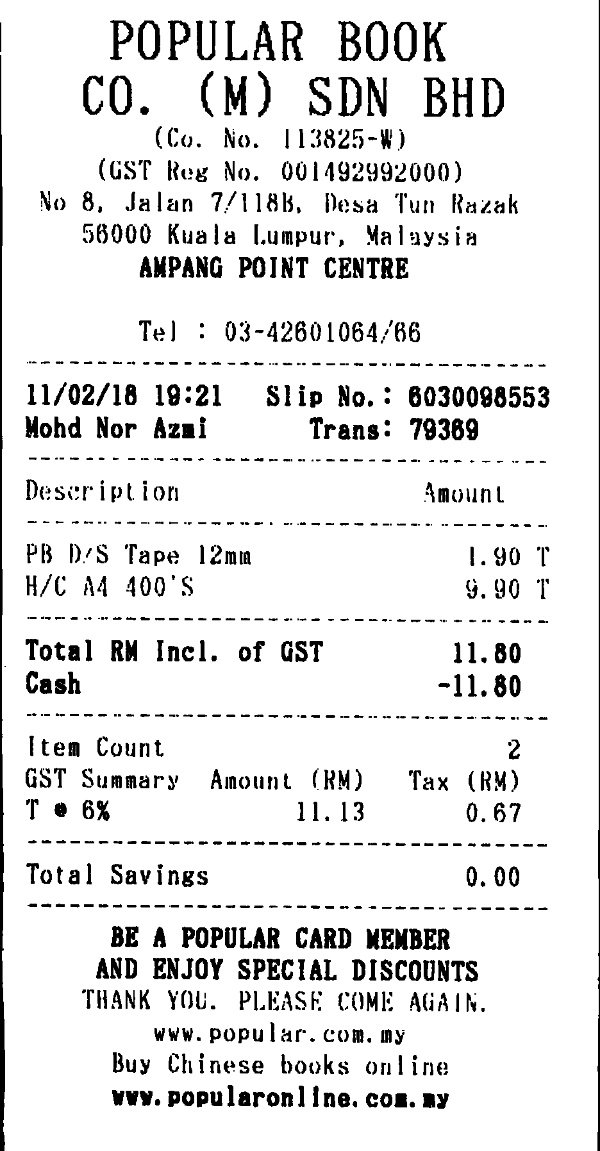 POPULAR BOOK
CO. (M) SDN BHD
(Co. No. 113825-W)
(GST Reg No. 001492992000)
No 8, Jalan 7/118B, Desa Tun Razak
56000 Kuala Lumpur, Malaysia
AMPANG POINT CENTRE
Tel : 03-42601064/66
11/02/18 19:21 Slip No.: 6030098553
Mohd Nor Azmi Trans: 79369
Description Amount
PB D/S Tape 12mm 1.90 T
H/C A4 400'S 9.90 T
Total RM Incl. of GST 11.80
Cash -11.80
Item Count 2
GST Summary Amount (RM) Tax (RM)
T @ 6% 11.13 0.67
Total Savings 0.00
BE A POPULAR CARD MEMBER
AND ENJOY SPECIAL DISCOUNTS
THANK YOU. PLEASE COME AGAIN.
www.popular.com.my
Buy Chinese books online
www.popularonline.com.my